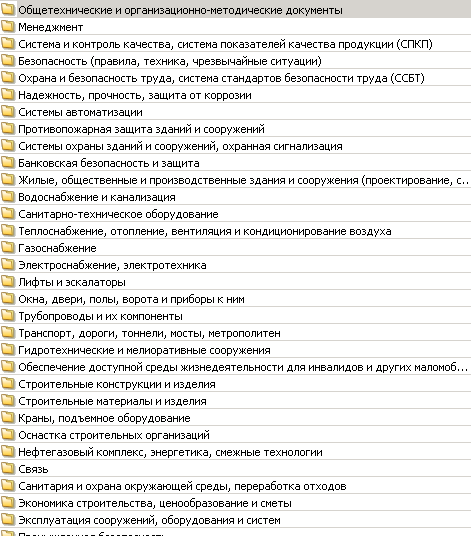 Общетехнические и организационно-методические документы
Менеджмент
Система и контроль качества, система показателей качества продукции (СПКП)
Безопасность (правила, техника, чрезвычайные ситуации)
Охрана и безопасность труда, система стандартов безопасности труда (ССБТ)
Надежность, прочность, защита от коррозии
Системы автоматизации
Противопожарная защита зданий и сооружений
Системы охраны зданий и сооружений, охранная сигнализация
Банковская безопасность и защита
Жилые, общественные и производственные здания и сооружения (проектирование, с...
Водоснабжение и канализация
Санитарно-техническое оборудование
Теплоснабжение, отопление, вентиляция и кондиционирование воздуха
Газоснабжение
Электроснабжение, электротехника
Лифты и эскалаторы
Окна, двери, полы, ворота и приборы к ним
Трубопроводы и их компоненты
Транспорт, дороги, тоннели, мосты, метрополитен
Гидротехнические и мелиоративные сооружения
Обеспечение доступной среды жизнедеятельности для инвалидов и других маломоб...
Строительные конструкции и изделия
Строительные материалы и изделия
Краны, подъемное оборудование
Оснастка строительных организаций
Нефтегазовый комплекс, энергетика, смежные технологии
Связь
Санитария и охрана окружающей среды, переработка отходов
Экономика строительства, ценообразование и сметы
Эксплуатация сооружений, оборудования и систем